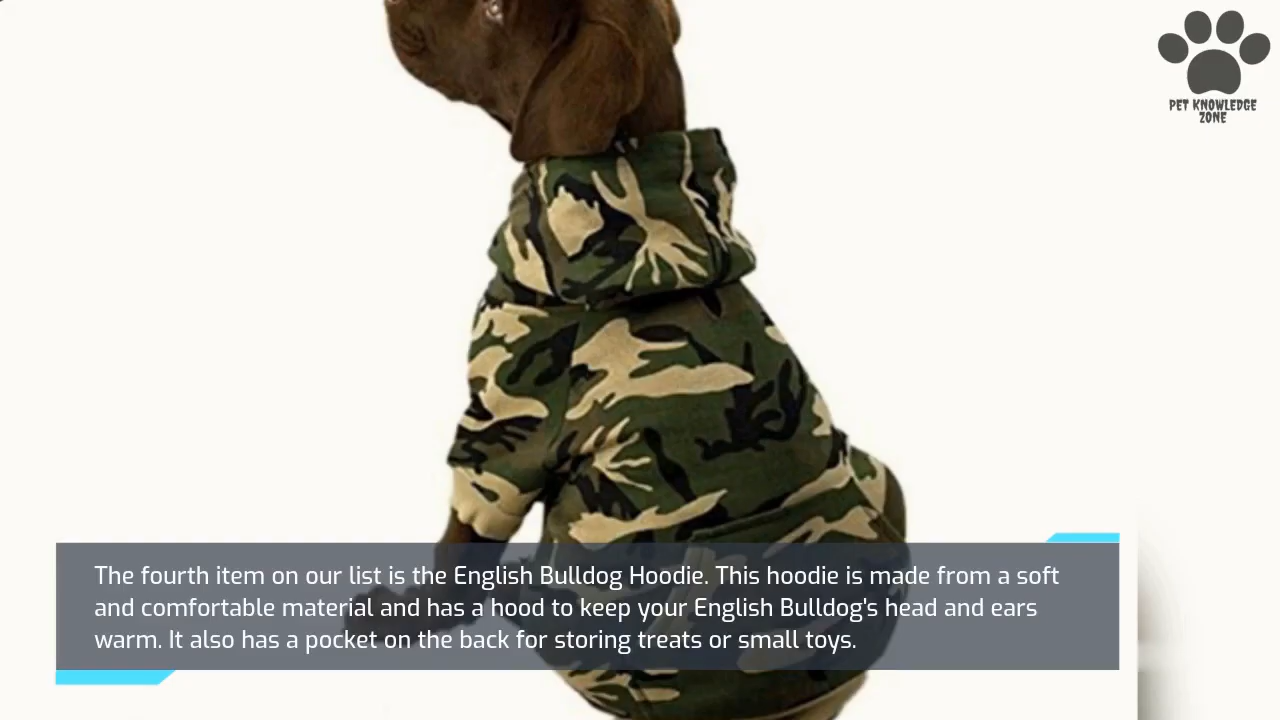 PET KNOWLEDGE
ZONE
The fourth item on our list is the English Bulldog Hoodie. This hoodie is made from a soft
and comfortable material and has a hood to keep your English Bulldog's head and ears
warm. It also has a pocket on the back for storing treats or small toys.